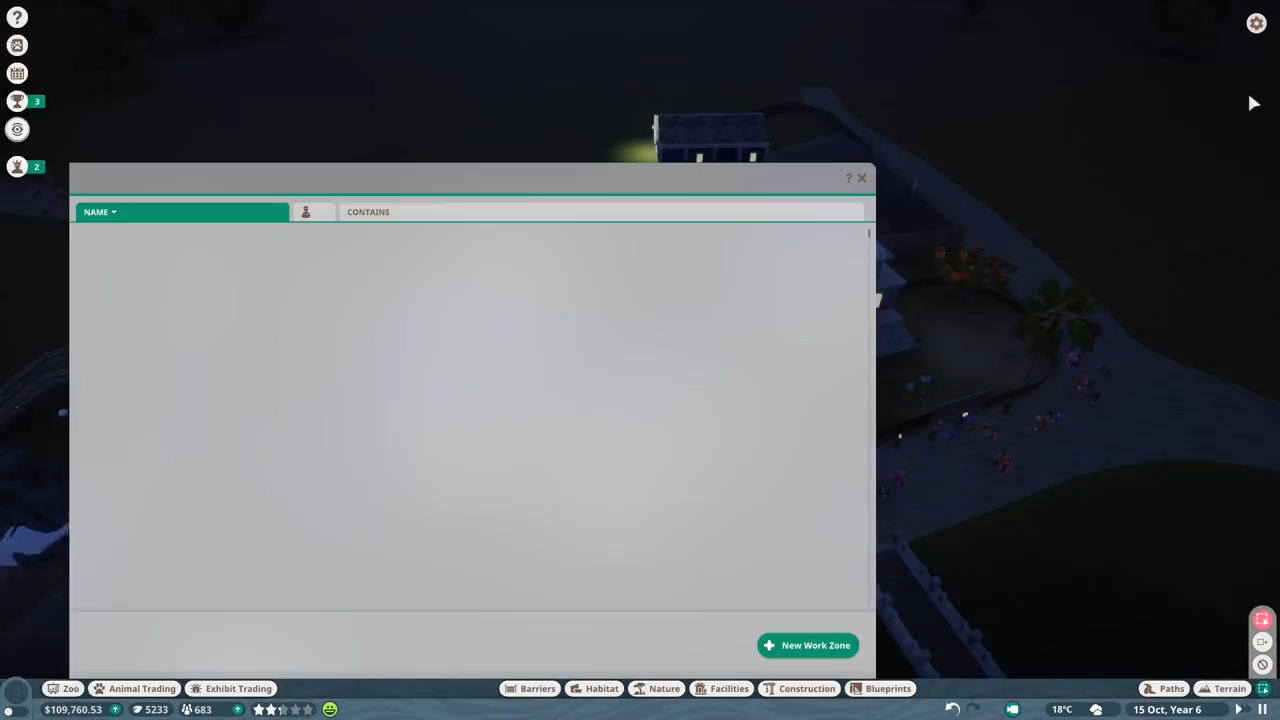 ?
3
2
? 
NAME
CONTAINS
New Work Zone
Zoo Animal Trading Exhibit Trading Barriers Habitat Nature Facilities Construction Blueprints Paths Terrain
$109,760.53 5233 683 18°C 15 Oct, Year 6